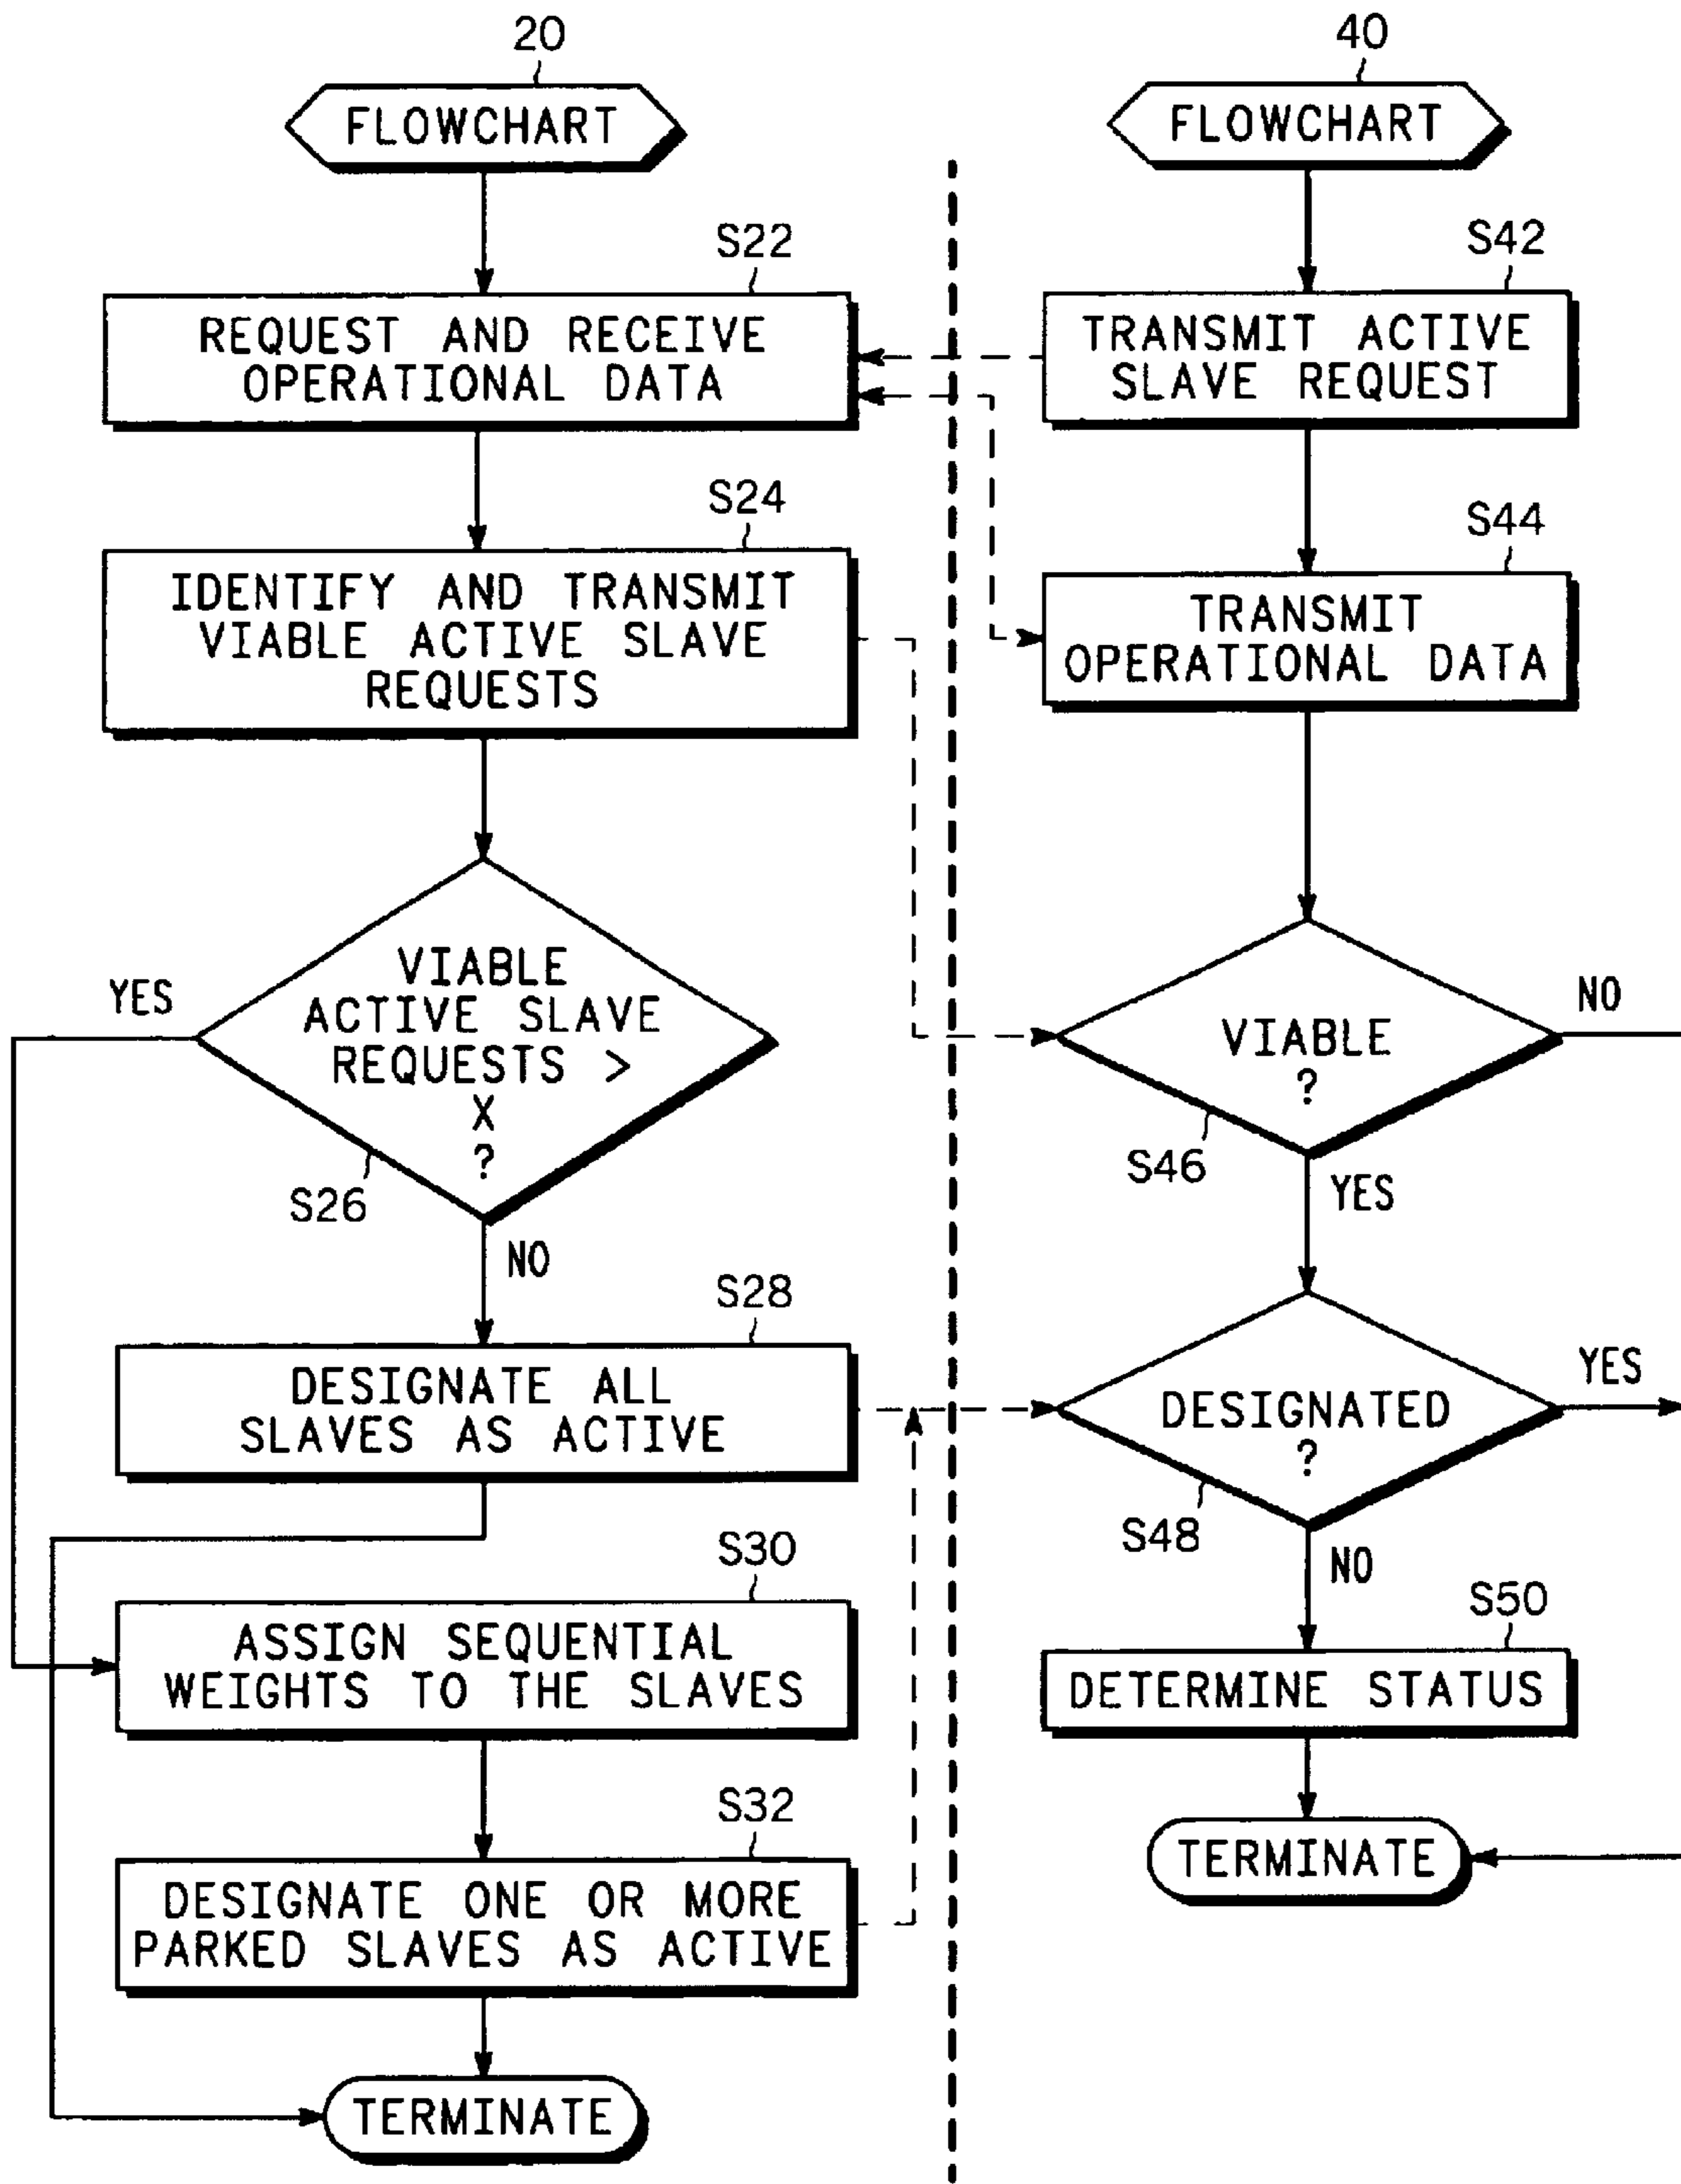 20
FLOWCHART
S22
REQUEST AND RECEIVE
OPERATIONAL DATA
S24
IDENTIFY AND TRANSMIT
VIABLE ACTIVE SLAVE
REQUESTS
YES
VIABLE
ACTIVE SLAVE
REQUESTS >
X
?
S26
NO
S28
DESIGNATE ALL
SLAVES AS ACTIVE
S30
ASSIGN SEQUENTIAL
WEIGHTS TO THE SLAVES
S32
DESIGNATE ONE OR MORE
PARKED SLAVES AS ACTIVE
TERMINATE
40
FLOWCHART
S42
TRANSMIT ACTIVE
SLAVE REQUEST
S44
TRANSMIT
OPERATIONAL DATA
NO
VIABLE
?
S46
YES
YES
DESIGNATED
?
S48
NO
S50
DETERMINE STATUS
TERMINATE